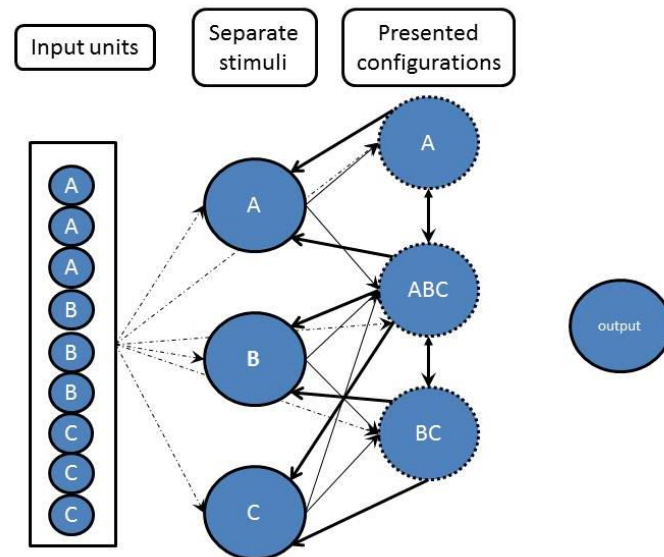 Input units
Separate
stimuli
Presented
configurations
A
A
A
B
B
B
C
C
C
A
B
C
A
ABC
BC
output